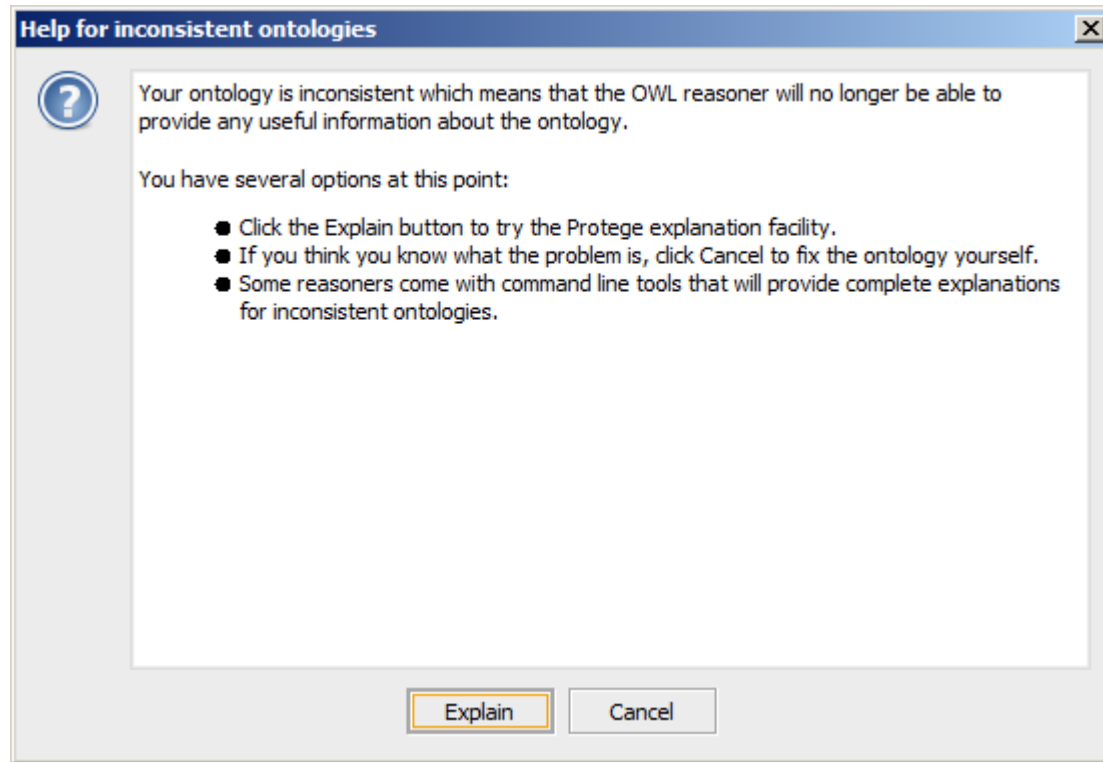 Help for inconsistent ontologies
Your ontology is inconsistent which means that the OWL reasoner will no longer be able to
provide any useful information about the ontology.
You have several options at this point:
● Click the Explain button to try the Protege explanation facility.
● If you think you know what the problem is, click Cancel to fix the ontology yourself.
● Some reasoners come with command line tools that will provide complete explanations
for inconsistent ontologies.
Explain
Cancel